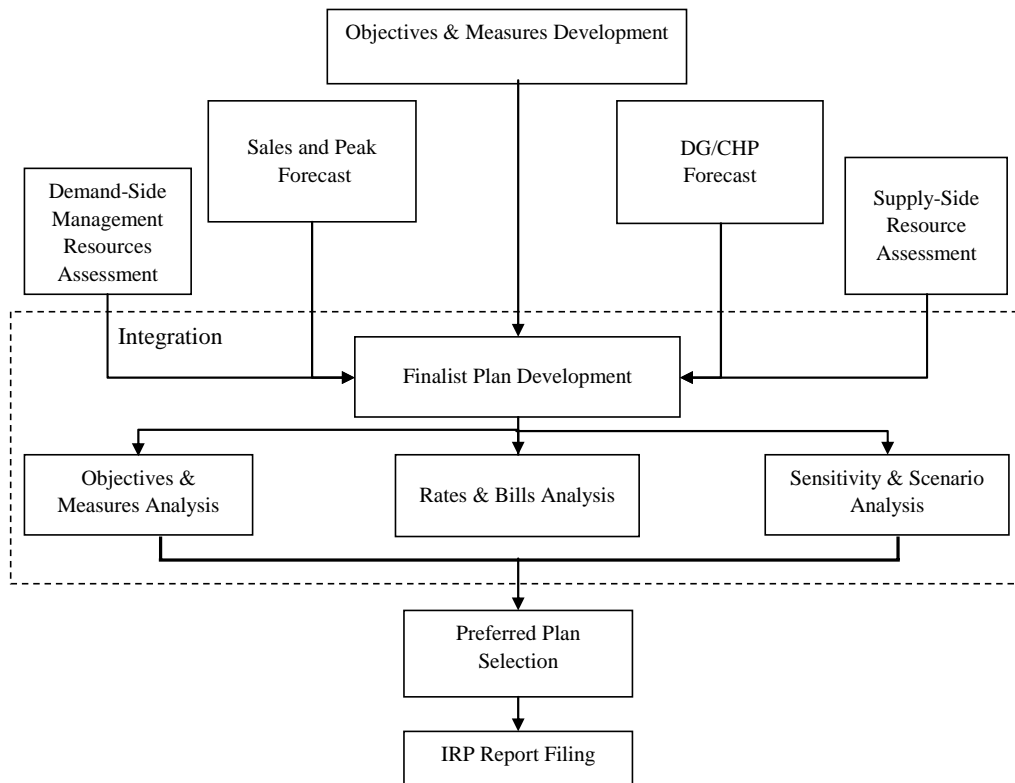 Objectives & Measures Development
Sales and Peak
Forecast
DG/CHP
Forecast
Demand-Side
Management
Resources
Assessment
Supply-Side
Resource
Assessment
Integration
Finalist Plan Development
Objectives &
Measures Analysis
Rates & Bills Analysis
Sensitivity & Scenario
Analysis
Preferred Plan
Selection
IRP Report Filing